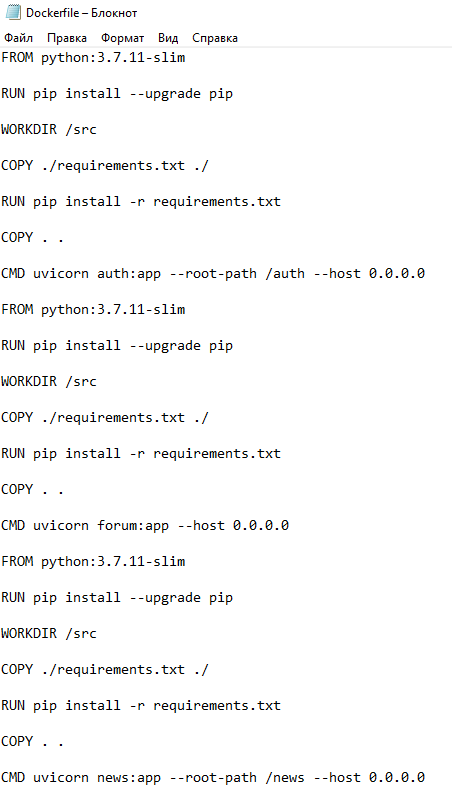 Dockerfile – Блокнот
Файл Правка Формат Вид Справка
FROM python:3.7.11-slim
RUN pip install --upgrade pip
WORKDIR /src
COPY ./requirements.txt ./
RUN pip install -r requirements.txt
COPY . .
CMD uvicorn auth:app --root-path /auth --host 0.0.0.0
FROM python:3.7.11-slim
RUN pip install --upgrade pip
WORKDIR /src
COPY ./requirements.txt ./
RUN pip install -r requirements.txt
COPY . .
CMD uvicorn forum:app --host 0.0.0.0
FROM python:3.7.11-slim
RUN pip install --upgrade pip
WORKDIR /src
COPY ./requirements.txt ./
RUN pip install -r requirements.txt
COPY . .
CMD uvicorn news:app --root-path /news --host 0.0.0.0